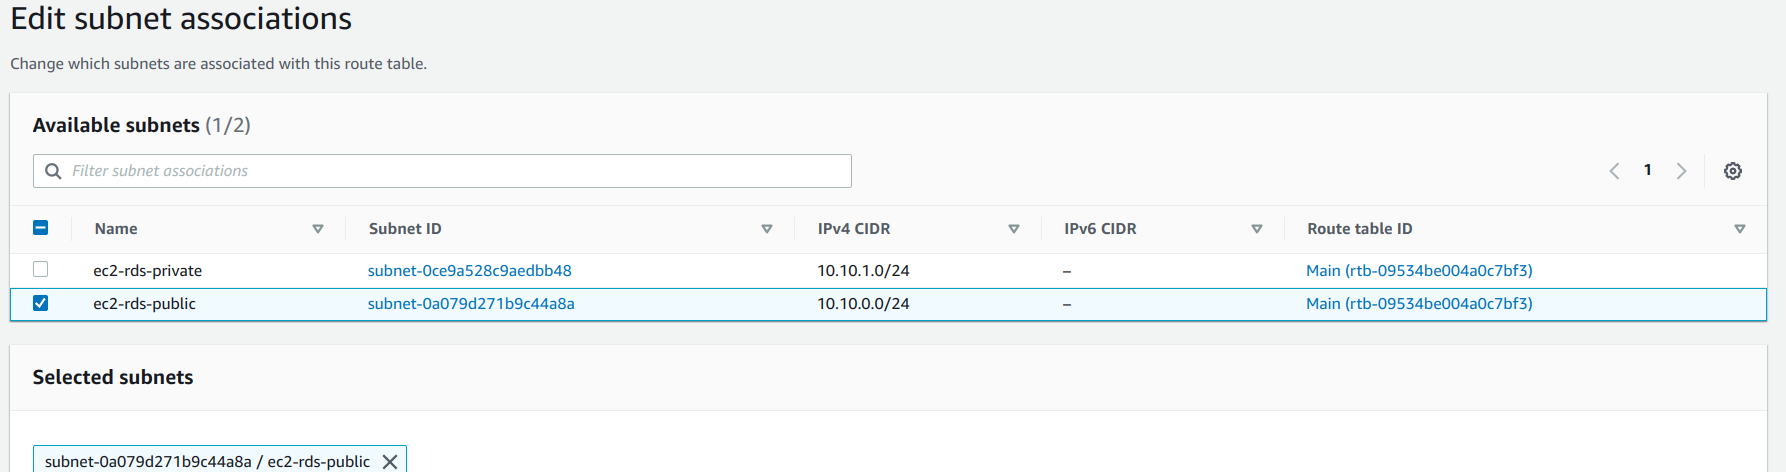 Edit subnet associations
Change which subnets are associated with this route table.
Available subnets (1/2)
Filter subnet associations
1
Name Subnet ID IPv4 CIDR IPv6 CIDR Route table ID
ec2-rds-private subnet-0ce9a528c9aedbb48 10.10.1.0/24 – Main (rtb-09534be004a0c7bf3)
ec2-rds-public subnet-0a079d271b9c44a8a 10.10.0.0/24 – Main (rtb-09534be004a0c7bf3)
Selected subnets
subnet-0a079d271b9c44a8a / ec2-rds-public